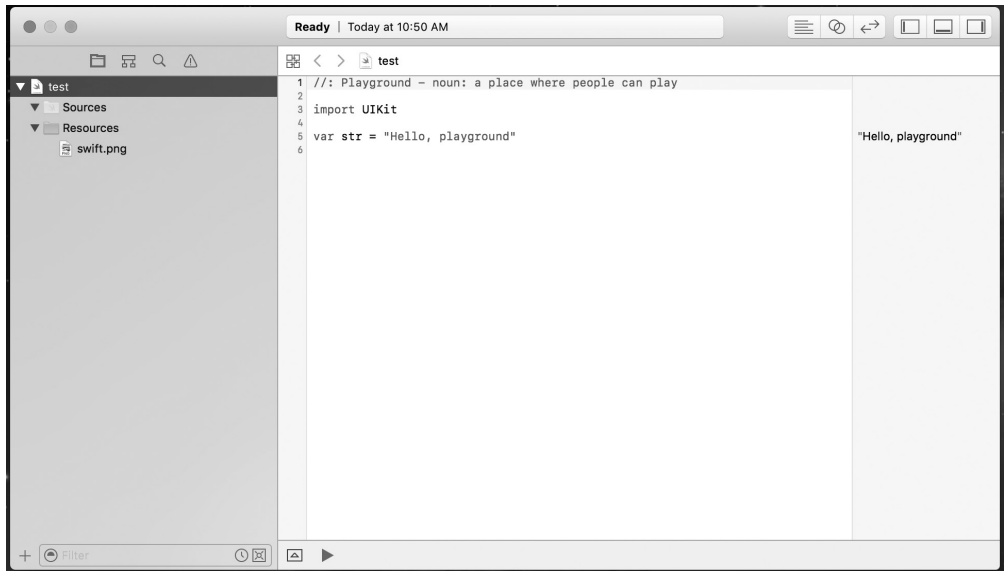 Ready | Today at 10:50 AM
test
test
Sources
Resources
swift.png
1 //: Playground – noun: a place where people can play
2
3 import UIKit
4
5 var str = "Hello, playground"
6
"Hello, playground"
Filter